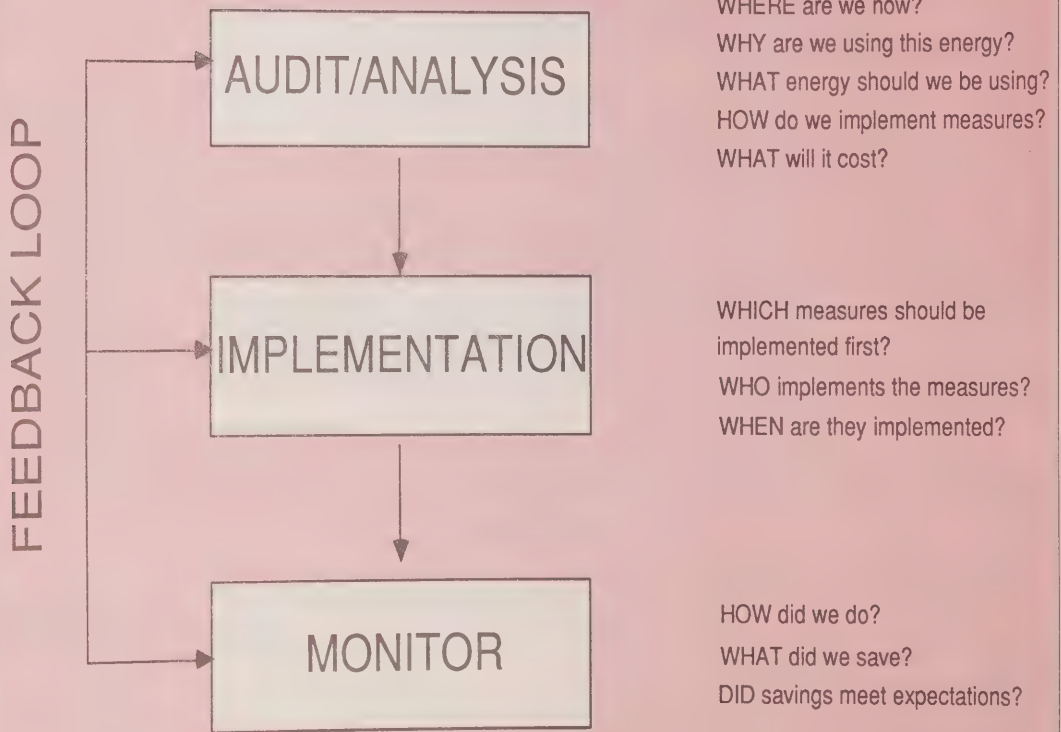 WHERE are we now?
WHY are we using this energy?
WHAT energy should we be using?
HOW do we implement measures?
WHAT will it cost?
AUDIT/ANALYSIS
FEEDBACK LOOP
IMPLEMENTATION
WHICH measures should be
implemented first?
WHO implements the measures?
WHEN are they implemented?
MONITOR
HOW did we do?
WHAT did we save?
DID savings meet expectations?